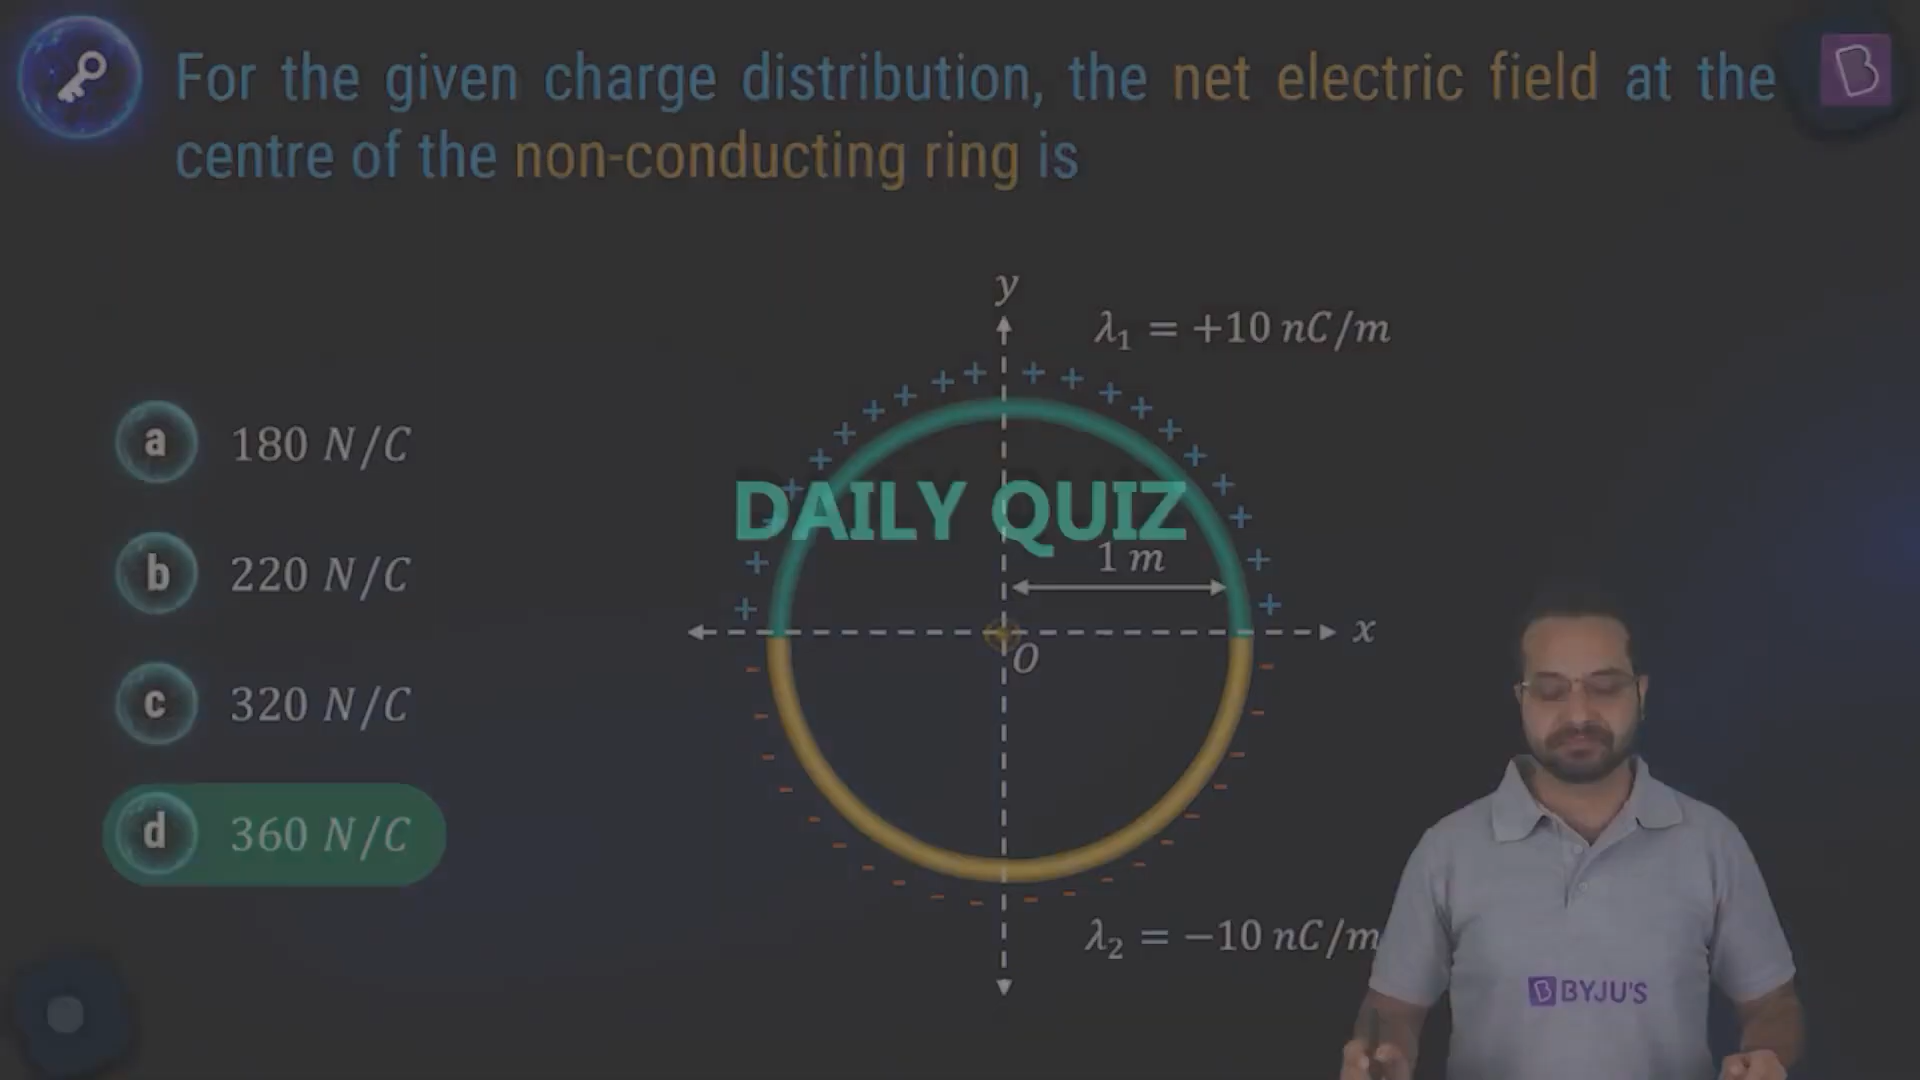 For the given charge distribution, the net electric field at the
centre of the non-conducting ring is
y
λ₁ = +10 nC/m
a 180 N/C
b 220 N/C
c 320 N/C
d 360 N/C
DAILY QUIZ
1 m
x
O
λ₂ = −10 nC/m
BYJU'S